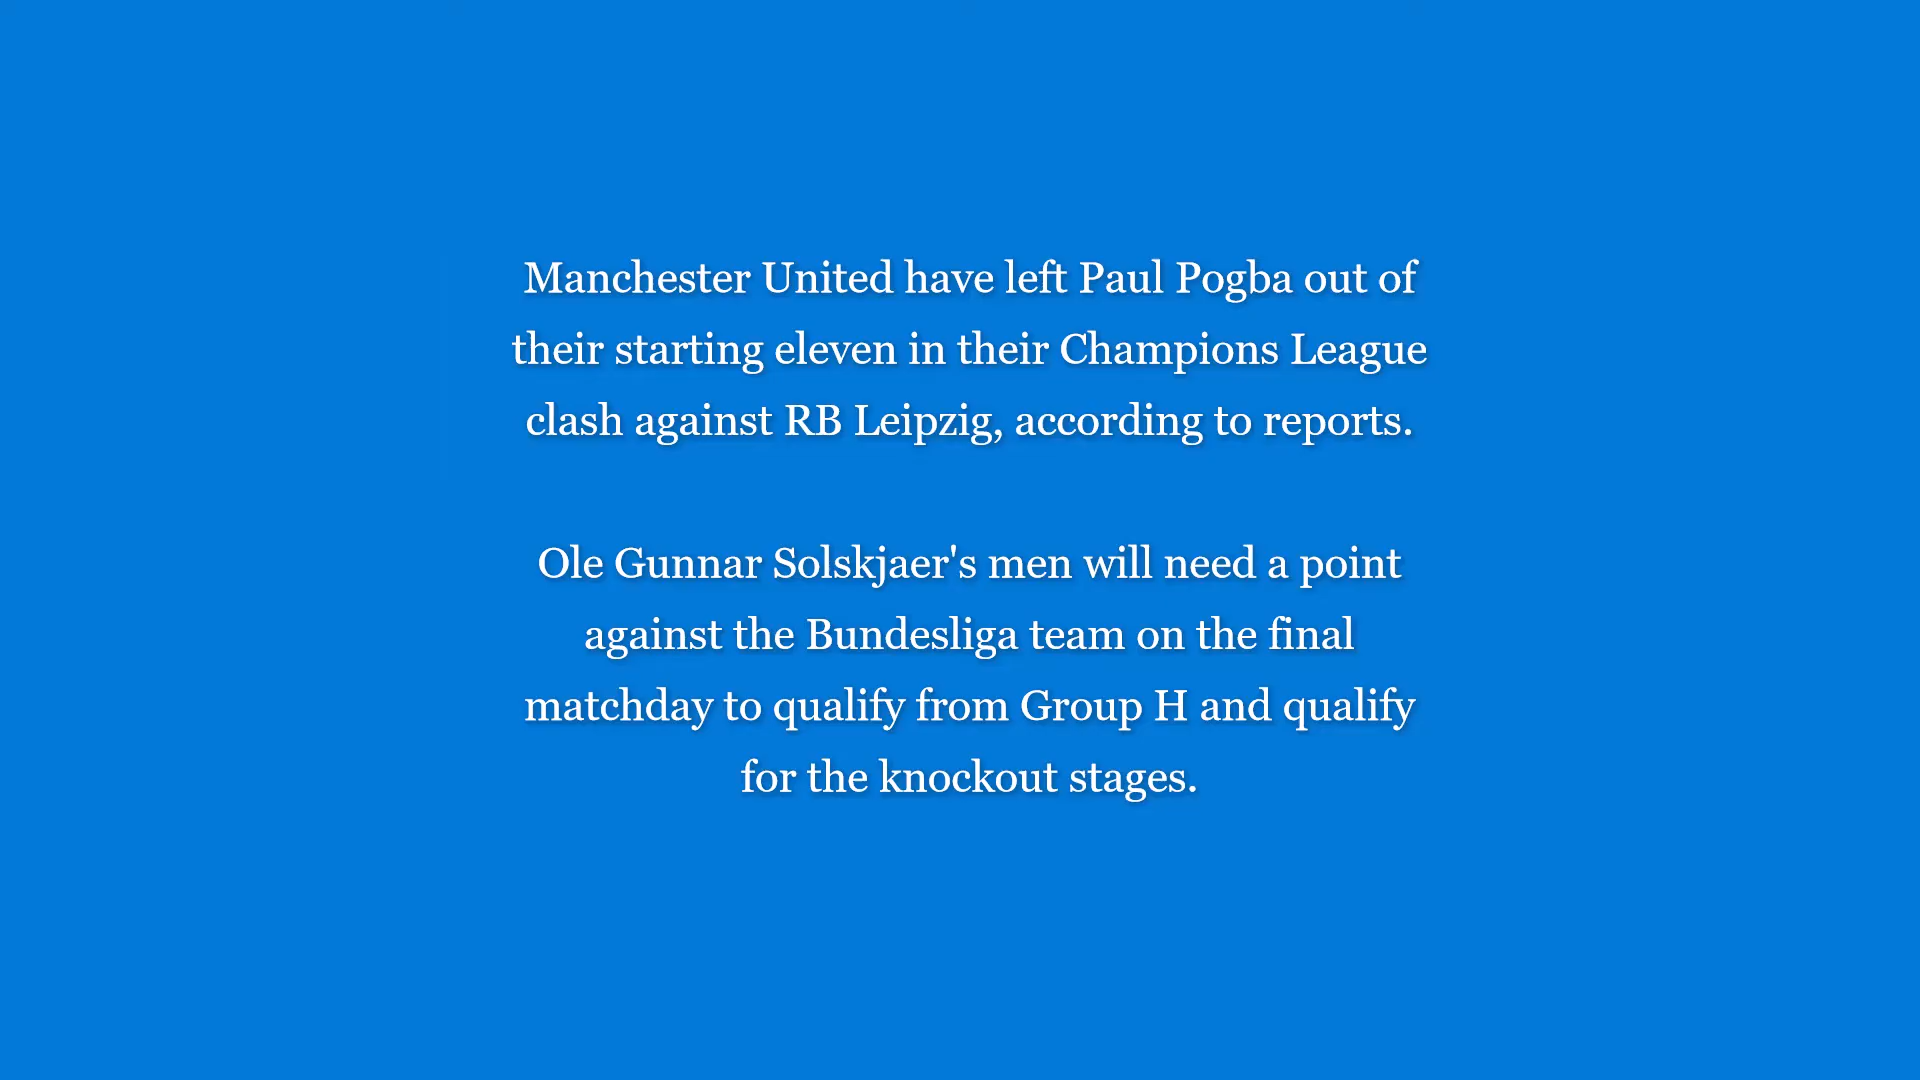 Manchester United have left Paul Pogba out of
their starting eleven in their Champions League
clash against RB Leipzig, according to reports.
Ole Gunnar Solskjaer's men will need a point
against the Bundesliga team on the final
matchday to qualify from Group H and qualify
for the knockout stages.